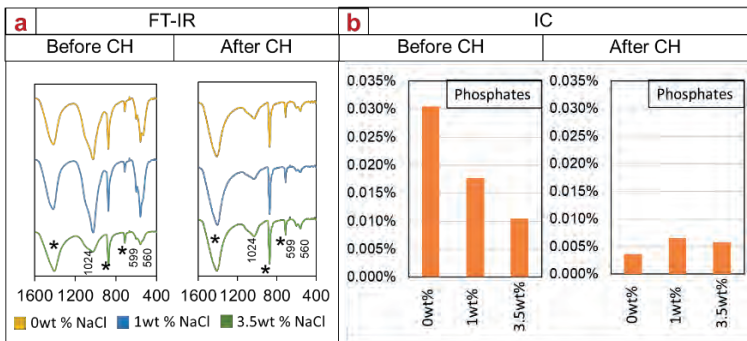 a FT-IR
Before CH After CH
* 1024 * * 599 560
1600 1200 800 400
* 1024 * * 599 560
1600 1200 800 400
0wt % NaCl 1wt % NaCl 3.5wt % NaCl
b IC
Before CH After CH
Phosphates
0.035%
0.030%
0.025%
0.020%
0.015%
0.010%
0.005%
0.000%
0wt% 1wt% 3.5wt%
Phosphates
0.035%
0.030%
0.025%
0.020%
0.015%
0.010%
0.005%
0.000%
0wt% 1wt% 3.5wt%